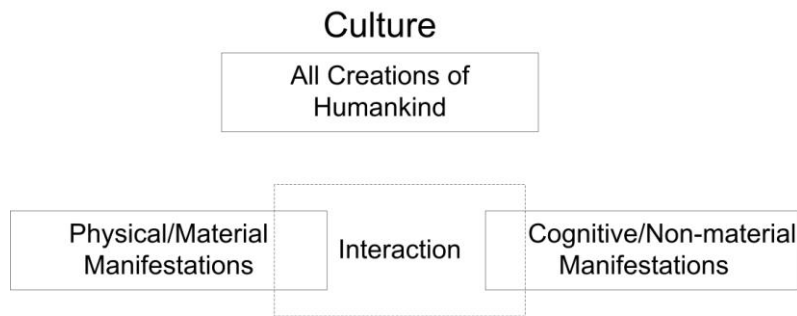 Culture
All Creations of
Humankind
Physical/Material
Manifestations
Interaction
Cognitive/Non-material
Manifestations